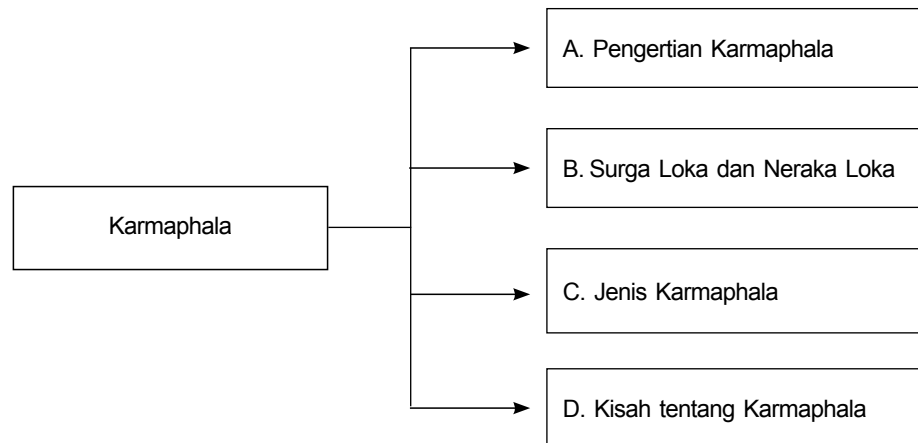 A. Pengertian Karmaphala
B. Surga Loka dan Neraka Loka
Karmaphala
C. Jenis Karmaphala
D. Kisah tentang Karmaphala